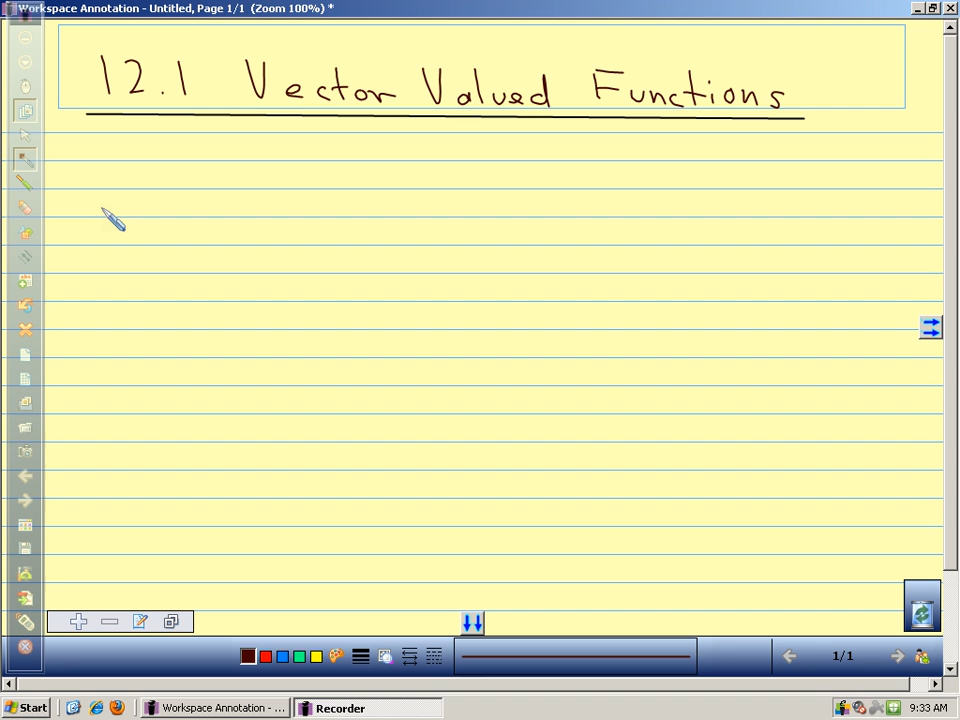 Workspace Annotation - Untitled, Page 1/1 (Zoom 100%) *
12.1 Vector Valued Functions
1/1
Start
Workspace Annotation - ...
Recorder
9:33 AM